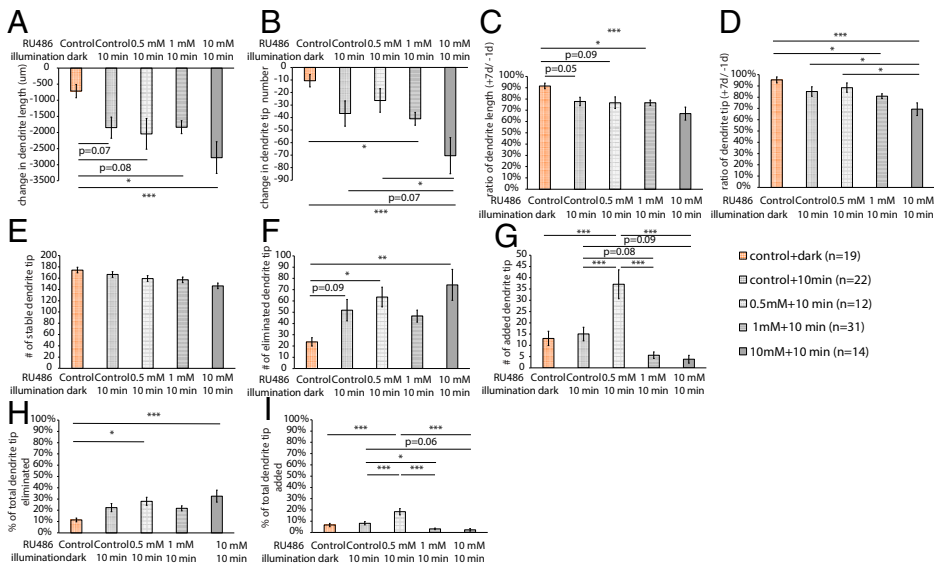 A
RU486 Control Control 0.5 mM 1 mM 10 mM
illumination dark 10 min 10 min 10 min 10 min
change in dendrite length (um)
0
-500
-1000
-1500
-2000
-2500
-3000
-3500
p=0.07
p=0.08
*
***
B
RU486 Control Control 0.5 mM 1 mM 10 mM
illumination dark 10 min 10 min 10 min 10 min
change in dendrite tip number
0
-10
-20
-30
-40
-50
-60
-70
-80
-90
*
*
p=0.07
***
C
***
*
p=0.09
p=0.05
ratio of dendrite length (+7d/ -1d)
100%
90%
80%
70%
60%
50%
40%
30%
20%
10%
0%
RU486 Control Control 0.5 mM 1 mM 10 mM
illumination dark 10 min 10 min 10 min 10 min
D
***
*
*
*
ratio of dendrite tip (+7d/ -1d)
100%
90%
80%
70%
60%
50%
40%
30%
20%
10%
0%
RU486 Control Control 0.5 mM 1 mM 10 mM
illumination dark 10 min 10 min 10 min 10 min
E
# of stable dendrite tip
200
180
160
140
120
100
80
60
40
20
0
RU486 Control Control 0.5 mM 1 mM 10 mM
illumination dark 10 min 10 min 10 min 10 min
F
**
*
p=0.09
# of eliminated dendrite tip
100
90
80
70
60
50
40
30
20
10
0
RU486 Control Control 0.5 mM 1 mM 10 mM
illumination dark 10 min 10 min 10 min 10 min
G
*** ***
p=0.09
p=0.08
*** ***
# of added dendrite tip
50
45
40
35
30
25
20
15
10
5
0
RU486 Control Control 0.5 mM 1 mM 10 mM
illumination dark 10 min 10 min 10 min 10 min
control+dark (n=19)
control+10min (n=22)
0.5mM+10 min (n=12)
1mM+10 min (n=31)
10mM+10 min (n=14)
H
***
*
% of total dendrite tip
eliminated
100%
90%
80%
70%
60%
50%
40%
30%
20%
10%
0%
RU486 Control Control 0.5 mM 1 mM 10 mM
illumination dark 10 min 10 min 10 min 10 min
I
*** ***
p=0.06
*
*** ***
% of total dendrite tip
added
100%
90%
80%
70%
60%
50%
40%
30%
20%
10%
0%
RU486 Control Control 0.5 mM 1 mM 10 mM
illumination dark 10 min 10 min 10 min 10 min